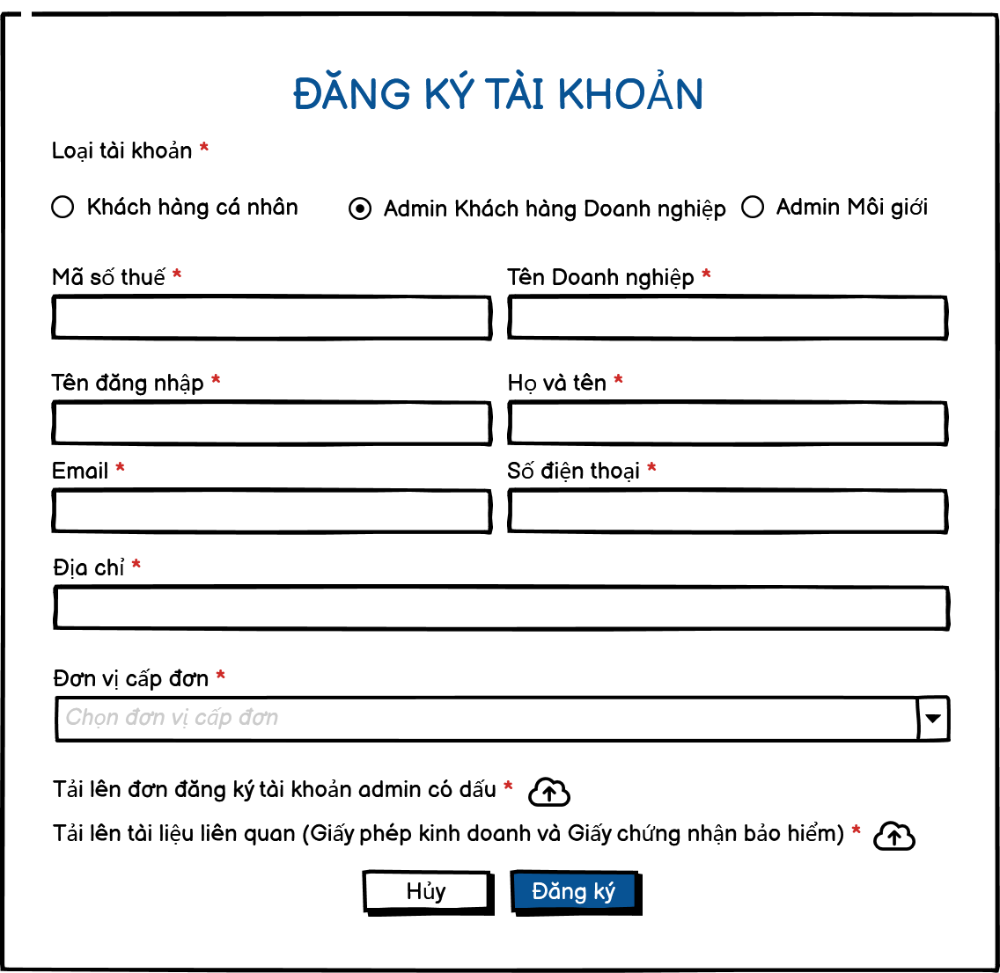 ĐĂNG KÝ TÀI KHOẢN
Loại tài khoản *
Khách hàng cá nhân Admin Khách hàng Doanh nghiệp Admin Môi giới
Mã số thuế * Tên Doanh nghiệp *
Tên đăng nhập * Họ và tên *
Email * Số điện thoại *
Địa chỉ *
Đơn vị cấp đơn *
Chọn đơn vị cấp đơn
Tải lên đơn đăng ký tài khoản admin có dấu *
Tải lên tài liệu liên quan (Giấy phép kinh doanh và Giấy chứng nhận bảo hiểm) *
Hủy Đăng ký